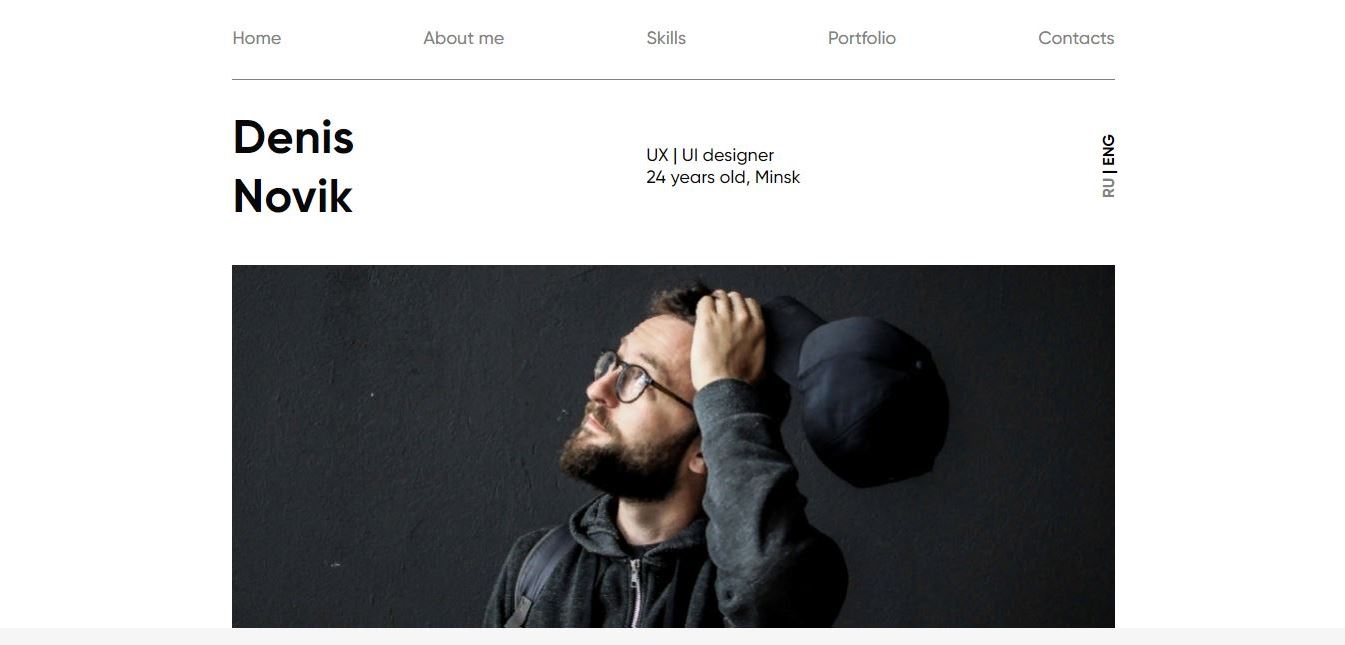 Home
About me
Skills
Portfolio
Contacts
Denis
Novik
UX | UI designer
24 years old, Minsk
RU | ENG